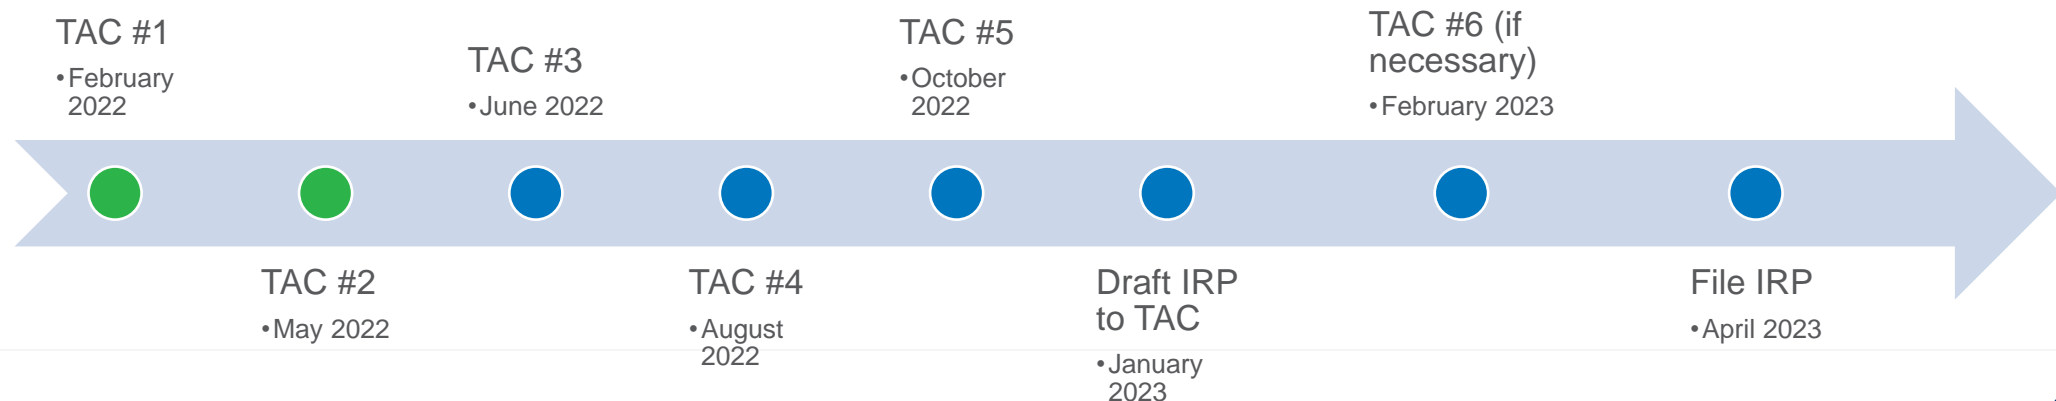 TAC #1
•February
2022
TAC #2
•May 2022
TAC #3
•June 2022
TAC #4
•August
2022
TAC #5
•October
2022
Draft IRP
to TAC
•January
2023
TAC #6 (if
necessary)
•February 2023
File IRP
•April 2023